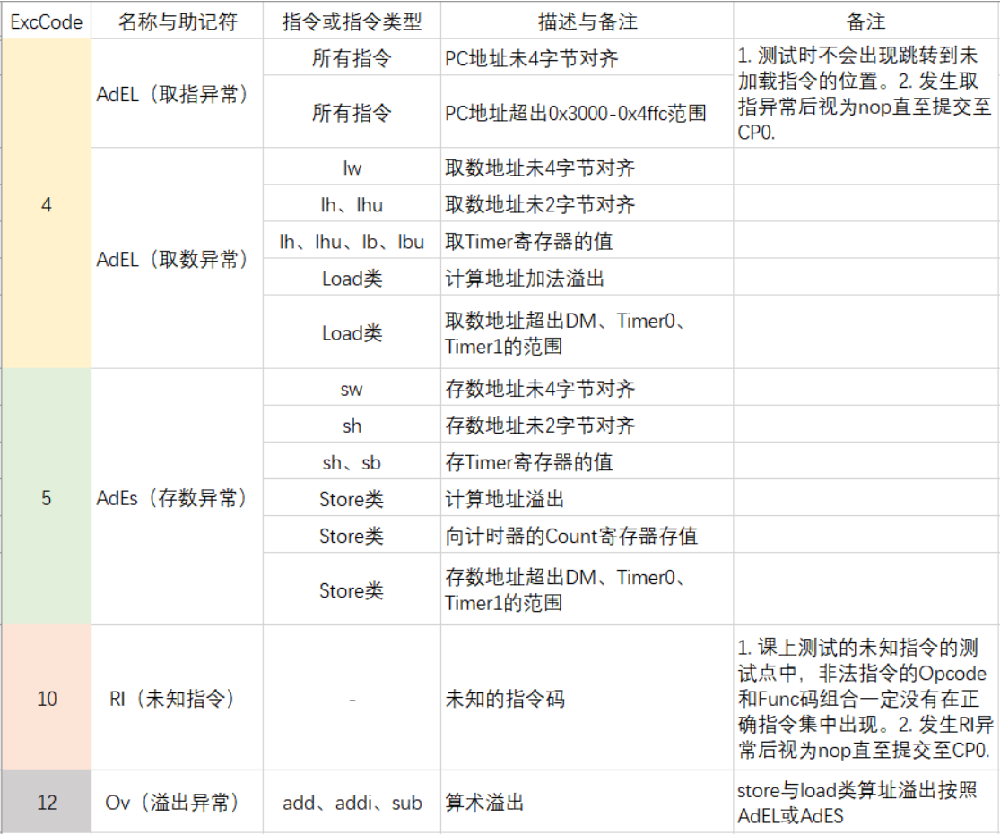 ExcCode 名称与助记符 指令或指令类型 描述与备注 备注
4
AdEL（取指异常）
所有指令 PC地址未4字节对齐
所有指令 PC地址超出0x3000-0x4ffc范围
1. 测试时不会出现跳转到未
加载指令的位置。2. 发生取
指异常后视为nop直至提交至
CP0.
AdEL（取数异常）
lw 取数地址未4字节对齐
lh、lhu 取数地址未2字节对齐
lh、lhu、lb、lbu 取Timer寄存器的值
Load类 计算地址加法溢出
Load类 取数地址超出DM、Timer0、
Timer1的范围
5
AdEs（存数异常）
sw 存数地址未4字节对齐
sh 存数地址未2字节对齐
sh、sb 存Timer寄存器的值
Store类 计算地址溢出
Store类 向计时器的Count寄存器存值
Store类 存数地址超出DM、Timer0、
Timer1的范围
10 RI（未知指令） - 未知的指令码
1. 课上测试的未知指令的测
试点中，非法指令的Opcode
和Func码组合一定没有在正
确指令集中出现。2. 发生RI异
常后视为nop直至提交至CP0.
12 Ov（溢出异常） add、addi、sub 算术溢出
store与load类算址溢出按照
AdEL或AdES